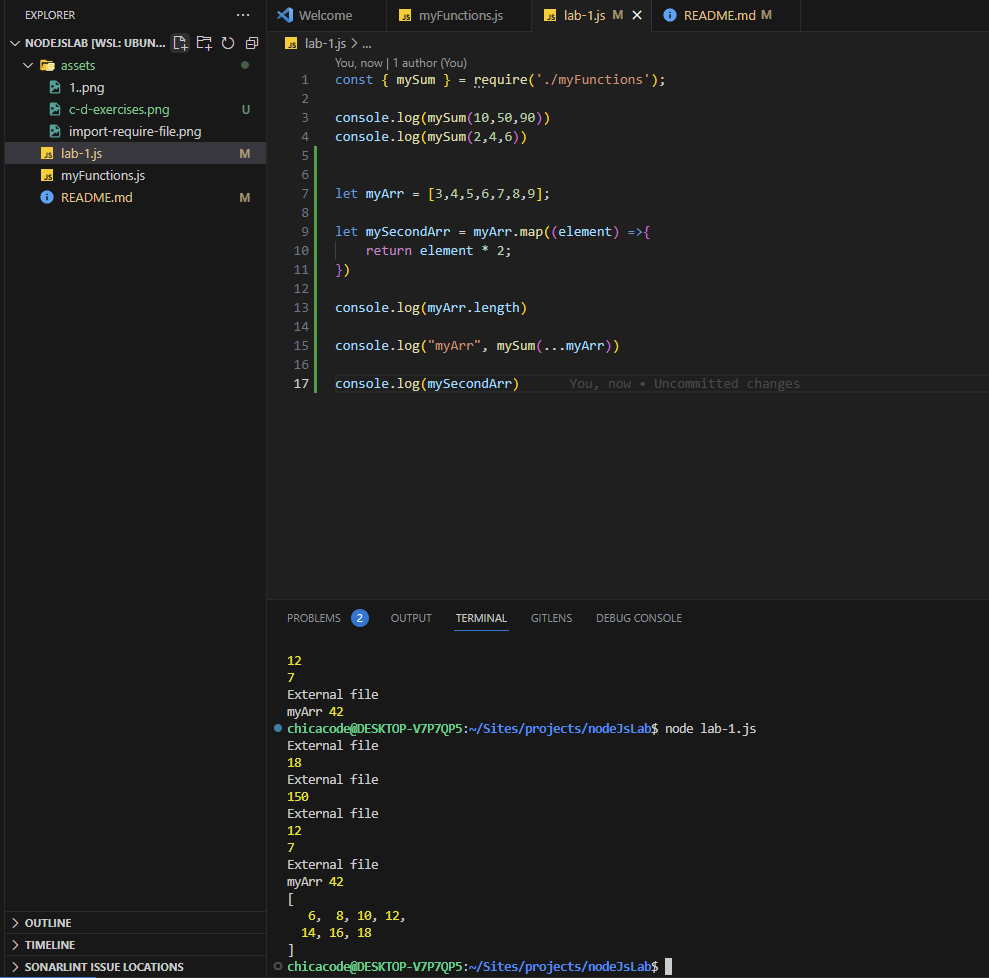 EXPLORER ...
NODEJSLAB [WSL: UBUN...
assets
1..png
c-d-exercises.png U
import-require-file.png
lab-1.js M
myFunctions.js
README.md M
OUTLINE
TIMELINE
SONARLINT ISSUE LOCATIONS
Welcome myFunctions.js lab-1.js M README.md M
lab-1.js > ...
You, now | 1 author (You)
1 const { mySum } = require('./myFunctions');
2
3 console.log(mySum(10,50,90))
4 console.log(mySum(2,4,6))
5
6
7 let myArr = [3,4,5,6,7,8,9];
8
9 let mySecondArr = myArr.map((element) =>{
10 return element * 2;
11 })
12
13 console.log(myArr.length)
14
15 console.log("myArr", mySum(...myArr))
16
17 console.log(mySecondArr) You, now • Uncommitted changes
PROBLEMS 2 OUTPUT TERMINAL GITLENS DEBUG CONSOLE
12
7
External file
myArr 42
chicacode@DESKTOP-V7P7QP5:~/Sites/projects/nodeJsLab$ node lab-1.js
External file
18
External file
150
External file
12
7
External file
myArr 42
[
6, 8, 10, 12,
14, 16, 18
]
chicacode@DESKTOP-V7P7QP5:~/Sites/projects/nodeJsLab$